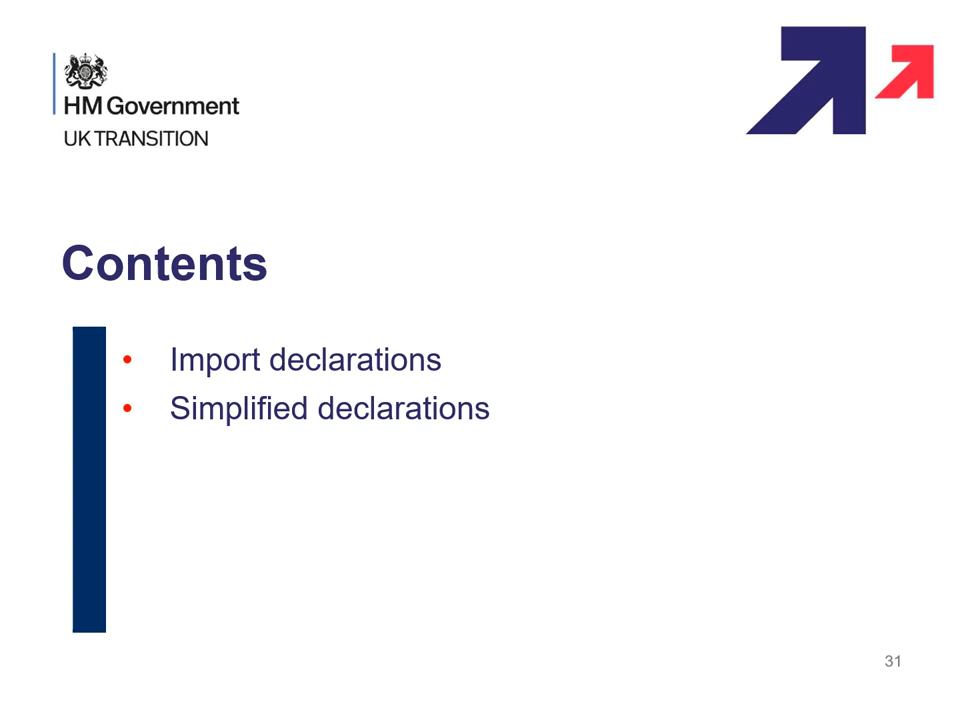 HM Government
UK TRANSITION
Contents
• Import declarations
• Simplified declarations
31